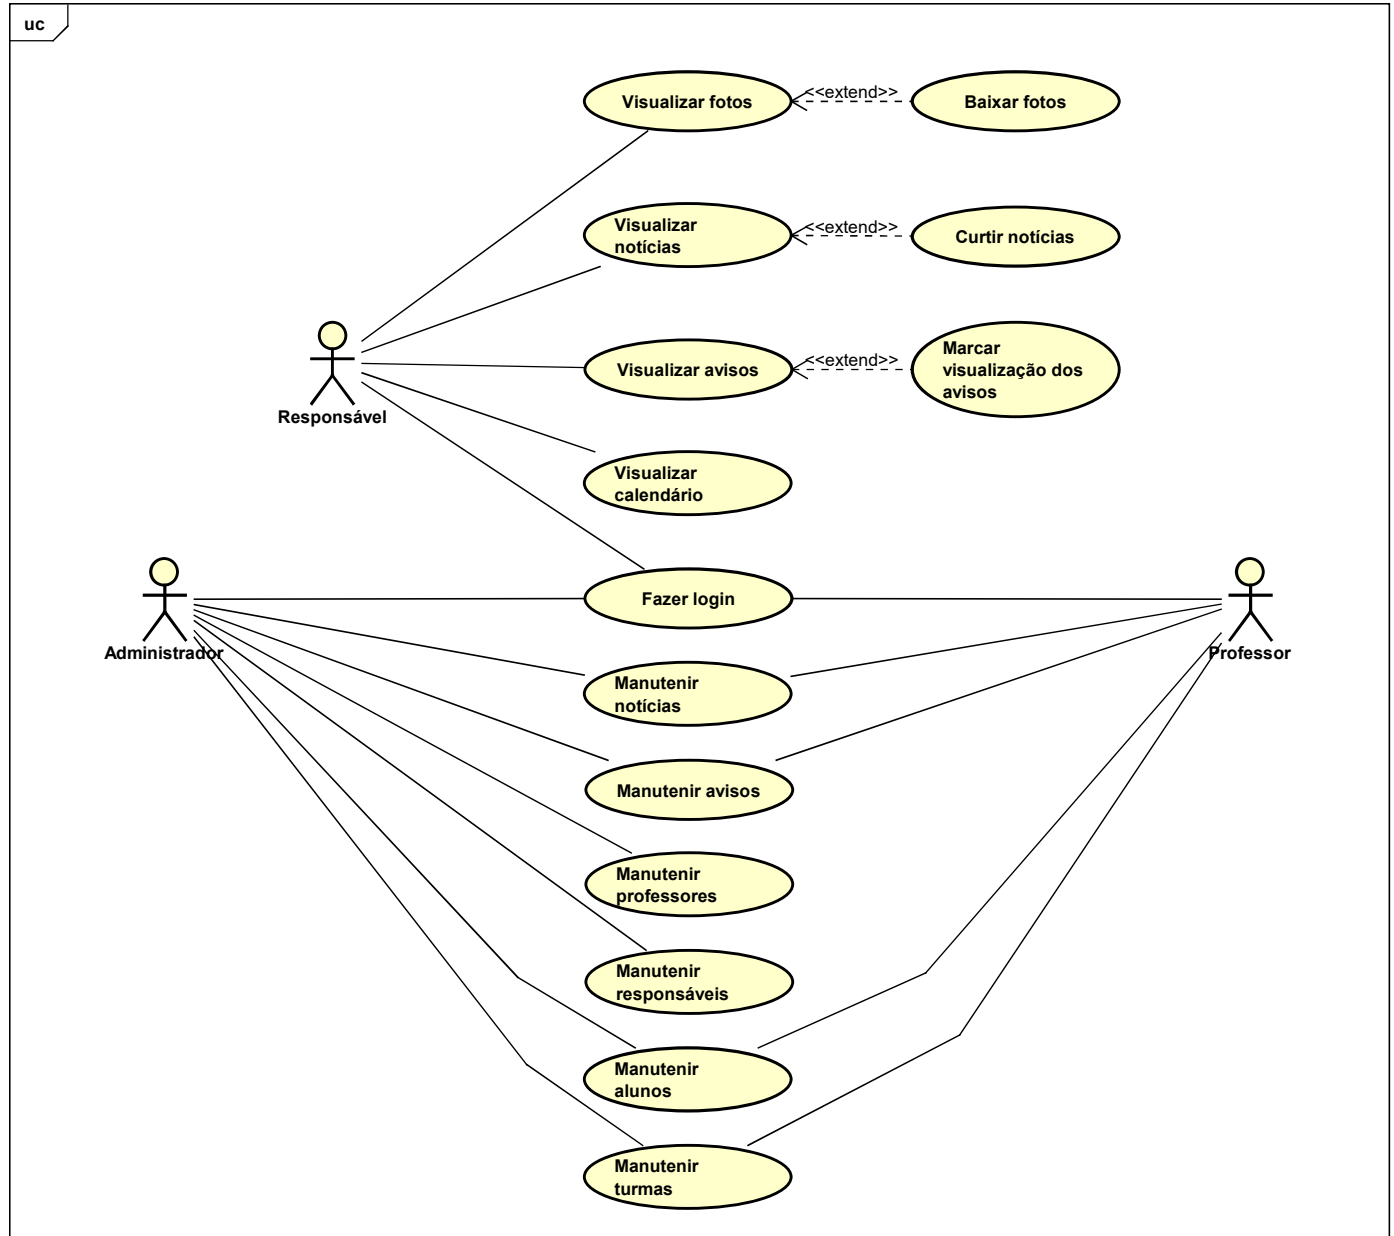 uc
Visualizar fotos
<<extend>>
Baixar fotos
Visualizar
notícias
<<extend>>
Curtir notícias
Visualizar avisos
<<extend>>
Marcar
visualização dos
avisos
Responsável
Visualizar
calendário
Fazer login
Administrador
Professor
Manutenir
notícias
Manutenir avisos
Manutenir
professores
Manutenir
responsáveis
Manutenir
alunos
Manutenir
turmas